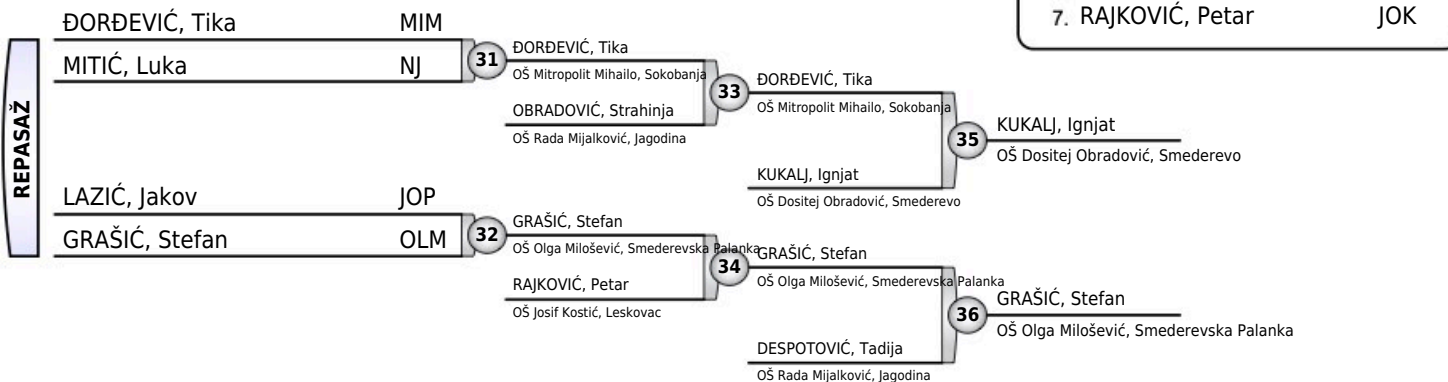 7. RAJKOVIĆ, Petar JOK
REPASAŽ
ĐORĐEVIĆ, Tika MIM
MITIĆ, Luka NJ
31
ĐORĐEVIĆ, Tika
OŠ Mitropolit Mihailo, Sokobanja
OBRADOVIĆ, Strahinja
OŠ Rada Mijalković, Jagodina
33
ĐORĐEVIĆ, Tika
OŠ Mitropolit Mihailo, Sokobanja
KUKALJ, Ignjat
OŠ Dositej Obradović, Smederevo
35
KUKALJ, Ignjat
OŠ Dositej Obradović, Smederevo
LAZIĆ, Jakov JOP
GRAŠIĆ, Stefan OLM
32
GRAŠIĆ, Stefan
OŠ Olga Milošević, Smederevska Palanka
RAJKOVIĆ, Petar
OŠ Josif Kostić, Leskovac
34
GRAŠIĆ, Stefan
OŠ Olga Milošević, Smederevska Palanka
DESPOTOVIĆ, Tadija
OŠ Rada Mijalković, Jagodina
36
GRAŠIĆ, Stefan
OŠ Olga Milošević, Smederevska Palanka